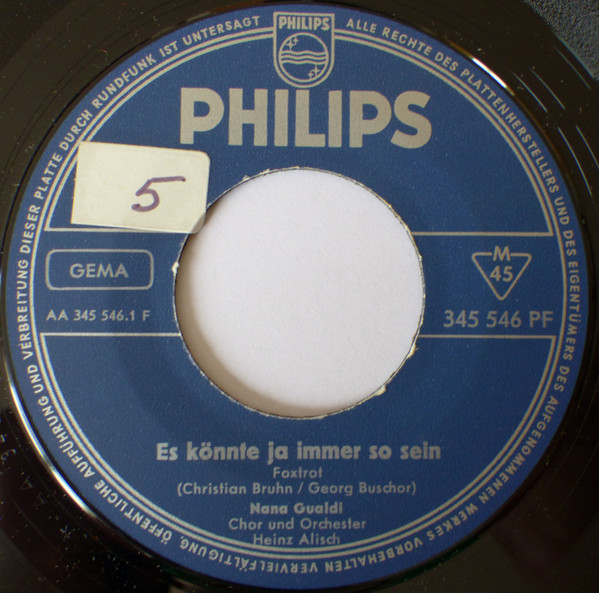 ALLE RECHTE DES PLATTENHERSTELLERS UND DES EIGENTÜMERS DES AUFGENOMMENEN WERKES VORBEHALTEN VERVIELFÄLTIGUNG, ÖFFENTLICHE AUFFÜHRUNG UND VERBREITUNG DIESER PLATTE DURCH RUNDFUNK IST UNTERSAGT
PHILIPS
PHILIPS
5
GEMA
M
45
AA 345 546.1 F
345 546 PF
Es könnte ja immer so sein
Foxtrot
(Christian Bruhn / Georg Buschor)
Nana Gualdi
Chor und Orchester
Heinz Alisch